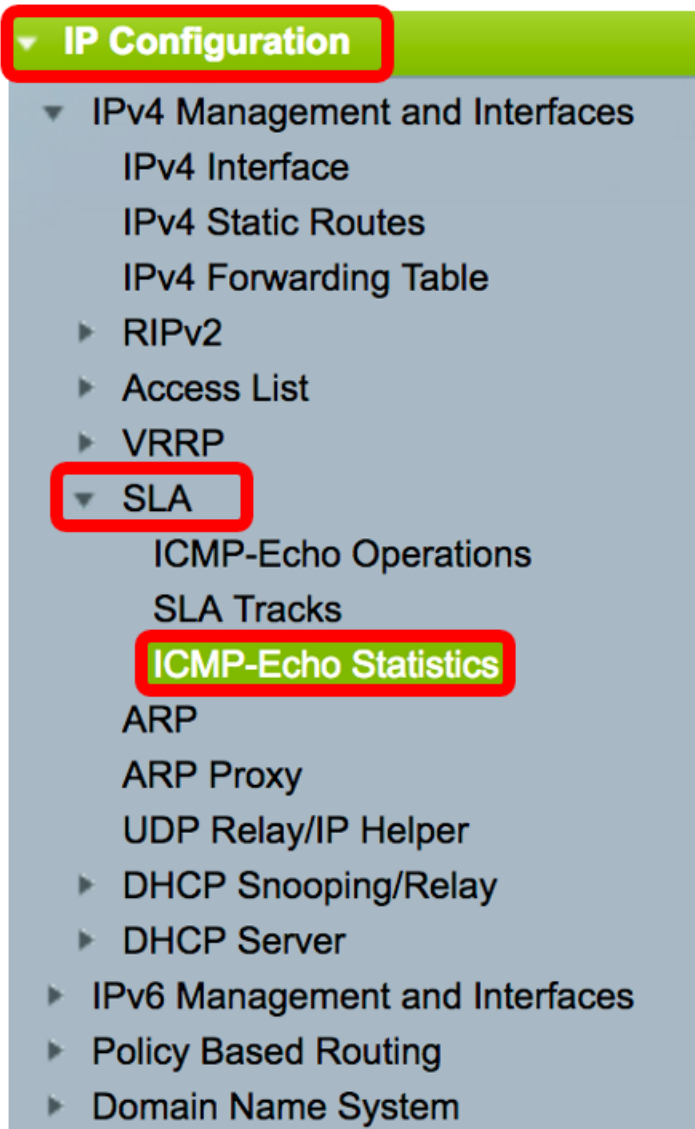 IP Configuration
IPv4 Management and Interfaces
IPv4 Interface
IPv4 Static Routes
IPv4 Forwarding Table
RIPv2
Access List
VRRP
SLA
ICMP-Echo Operations
SLA Tracks
ICMP-Echo Statistics
ARP
ARP Proxy
UDP Relay/IP Helper
DHCP Snooping/Relay
DHCP Server
IPv6 Management and Interfaces
Policy Based Routing
Domain Name System